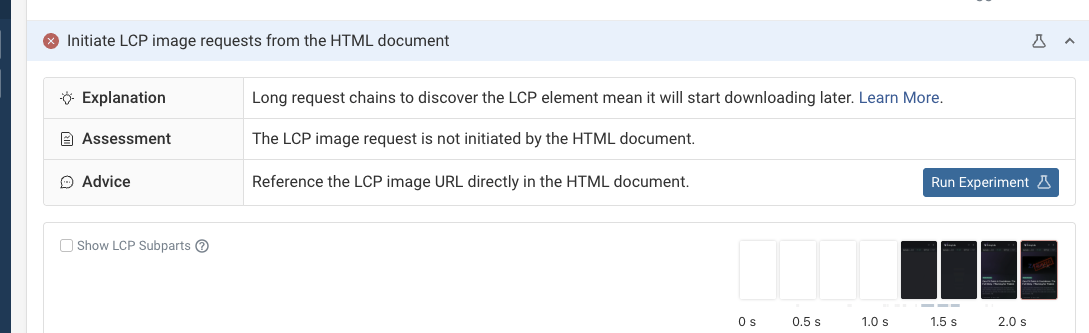 Initiate LCP image requests from the HTML document
Explanation
Long request chains to discover the LCP element mean it will start downloading later. Learn More.
Assessment
The LCP image request is not initiated by the HTML document.
Advice
Reference the LCP image URL directly in the HTML document.
Run Experiment
Show LCP Subparts
0 s 0.5 s 1.0 s 1.5 s 2.0 s